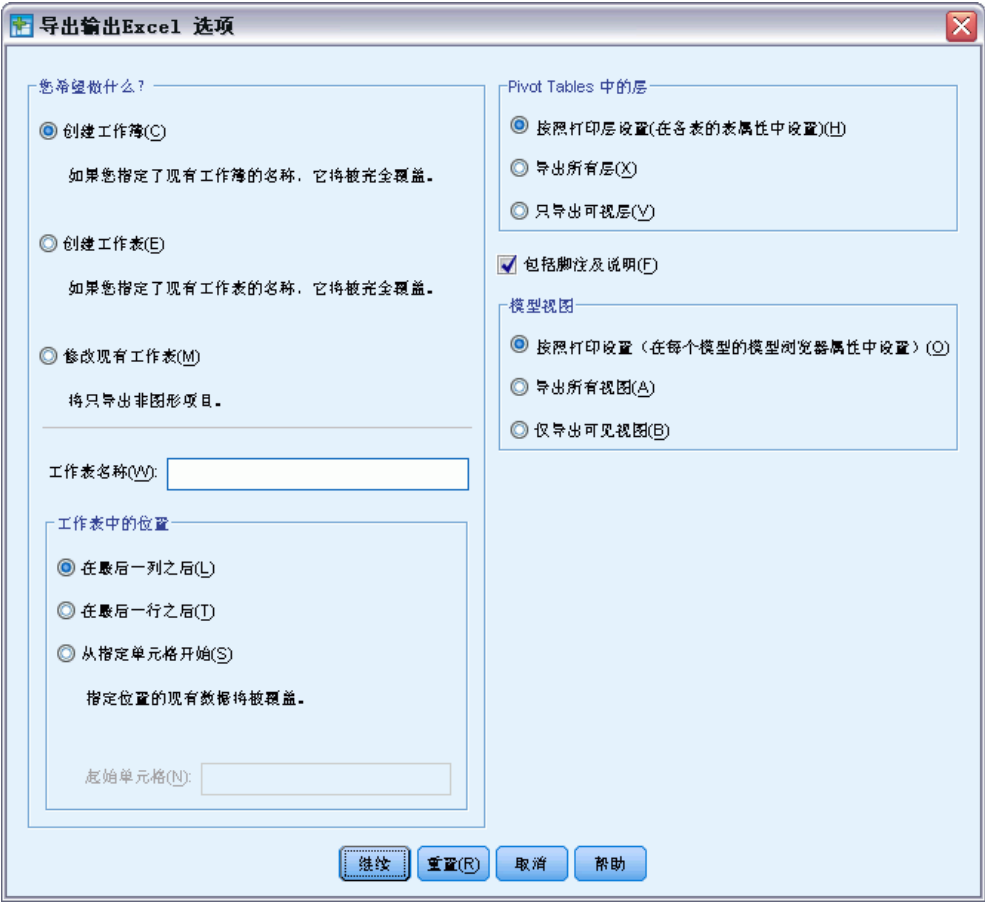 导出输出Excel 选项
您希望做什么?
创建工作簿(C)
如果您指定了现有工作簿的名称，它将被完全覆盖。
创建工作表(E)
如果您指定了现有工作表的名称，它将被完全覆盖。
修改现有工作表(M)
将只导出非图形项目。
工作表名称(W):
工作表中的位置
在最后一列之后(L)
在最后一行之后(T)
从指定单元格开始(S)
指定位置的现有数据将被覆盖。
起始单元格(N):
Pivot Tables 中的层
按照打印层设置(在各表的表属性中设置)(H)
导出所有层(X)
只导出可视层(V)
包括脚注及说明(F)
模型视图
按照打印设置（在每个模型的模型浏览器属性中设置）(O)
导出所有视图(A)
仅导出可见视图(B)
继续
重置(R)
取消
帮助